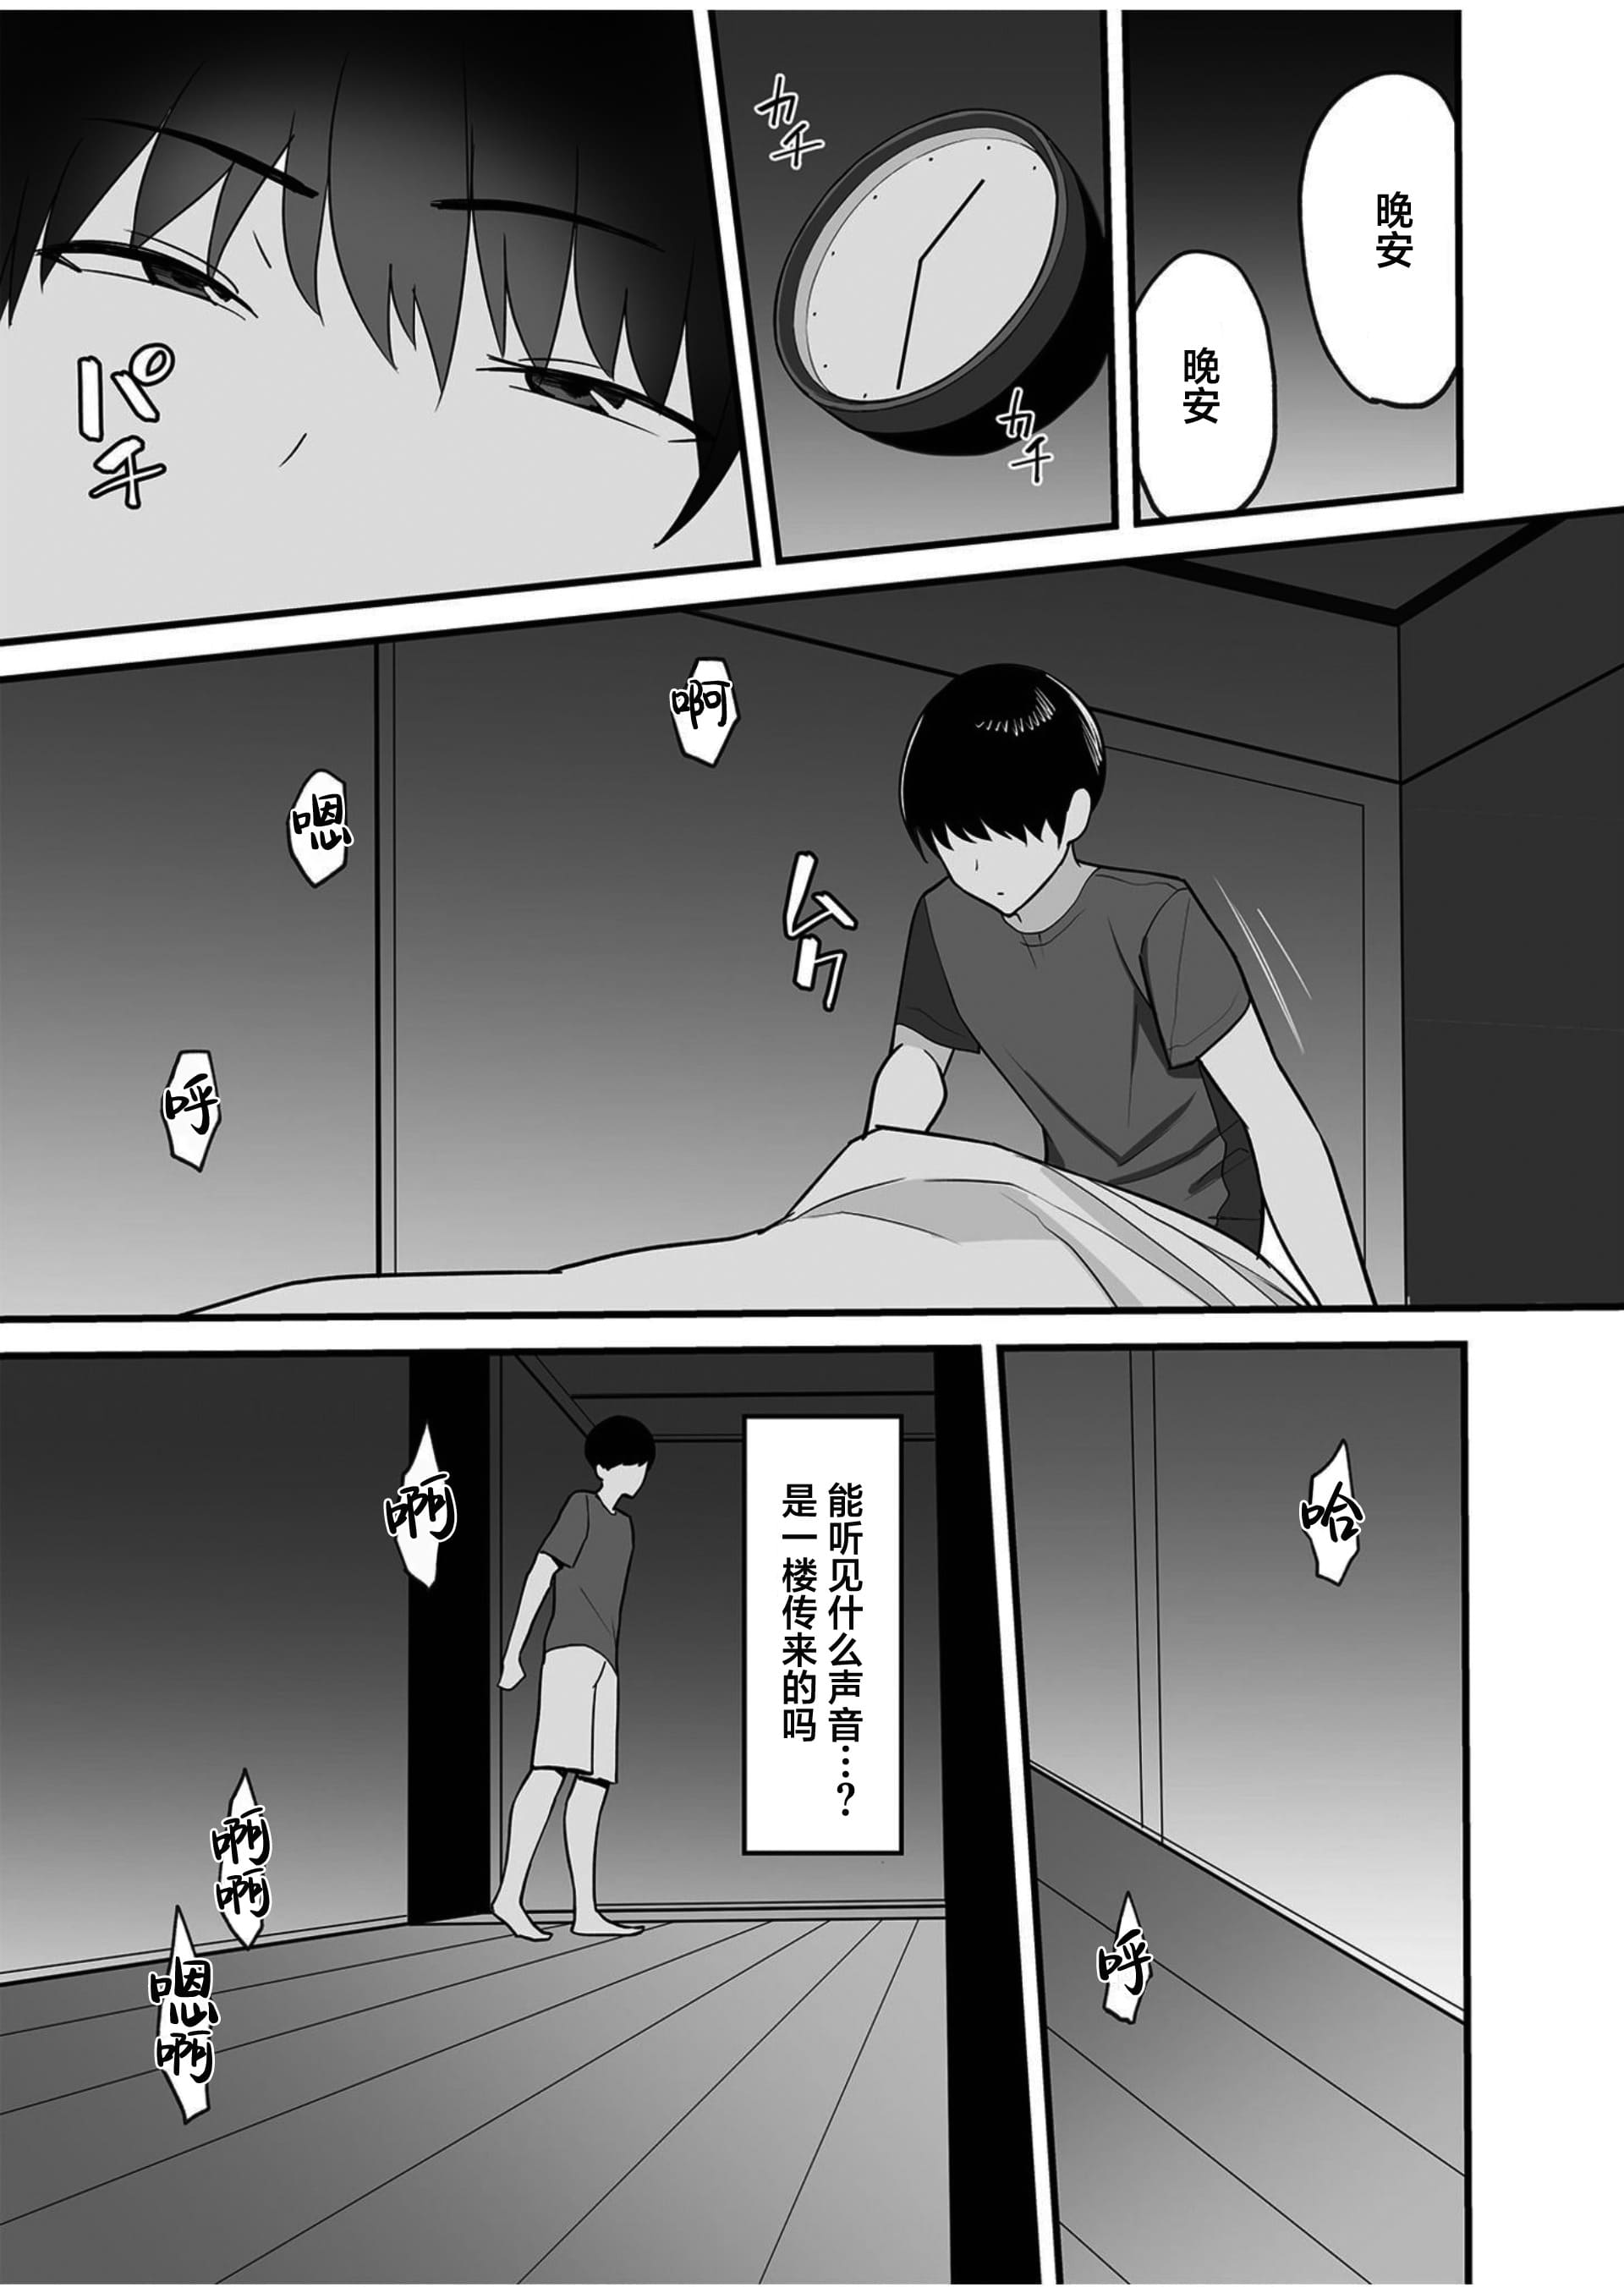 晚安
晚安
カチ
カチ
パチ
啊
ムク
嗯
呼
哈
呼
能听见什么声音…?
是一楼传来的吗
啊
啊啊
嗯啊